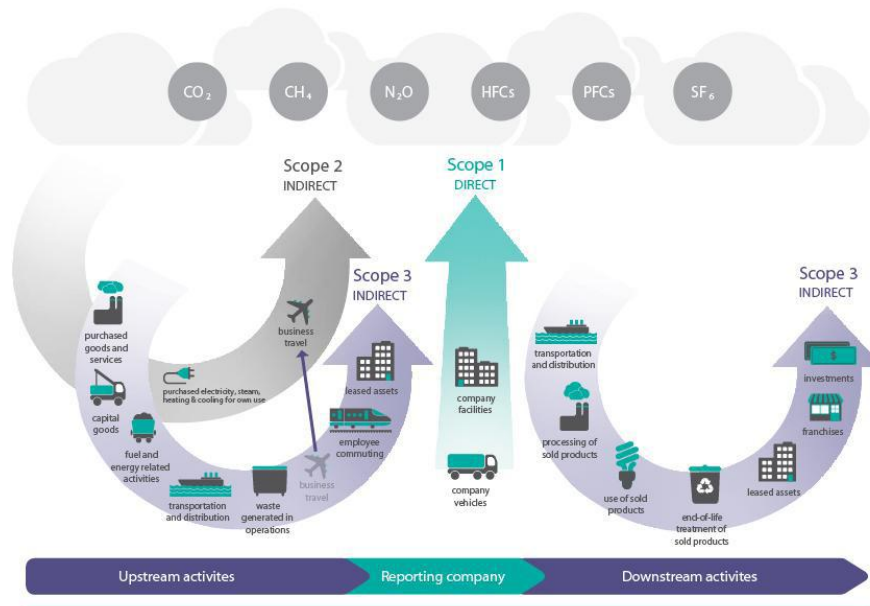 CO₂
CH₄
N₂O
HFCs
PFCs
SF₆
Scope 2
INDIRECT
Scope 1
DIRECT
Scope 3
INDIRECT
Scope 3
INDIRECT
purchased
goods and
services
capital
goods
fuel and
energy related
activities
transportation
and distribution
waste
generated in
operations
business
travel
employee
commuting
leased assets
purchased electricity, steam,
heating & cooling for own use
business
travel
company
facilities
company
vehicles
transportation
and distribution
processing of
sold products
use of sold
products
end-of-life
treatment of
sold products
leased assets
franchises
investments
Upstream activites
Reporting company
Downstream activites